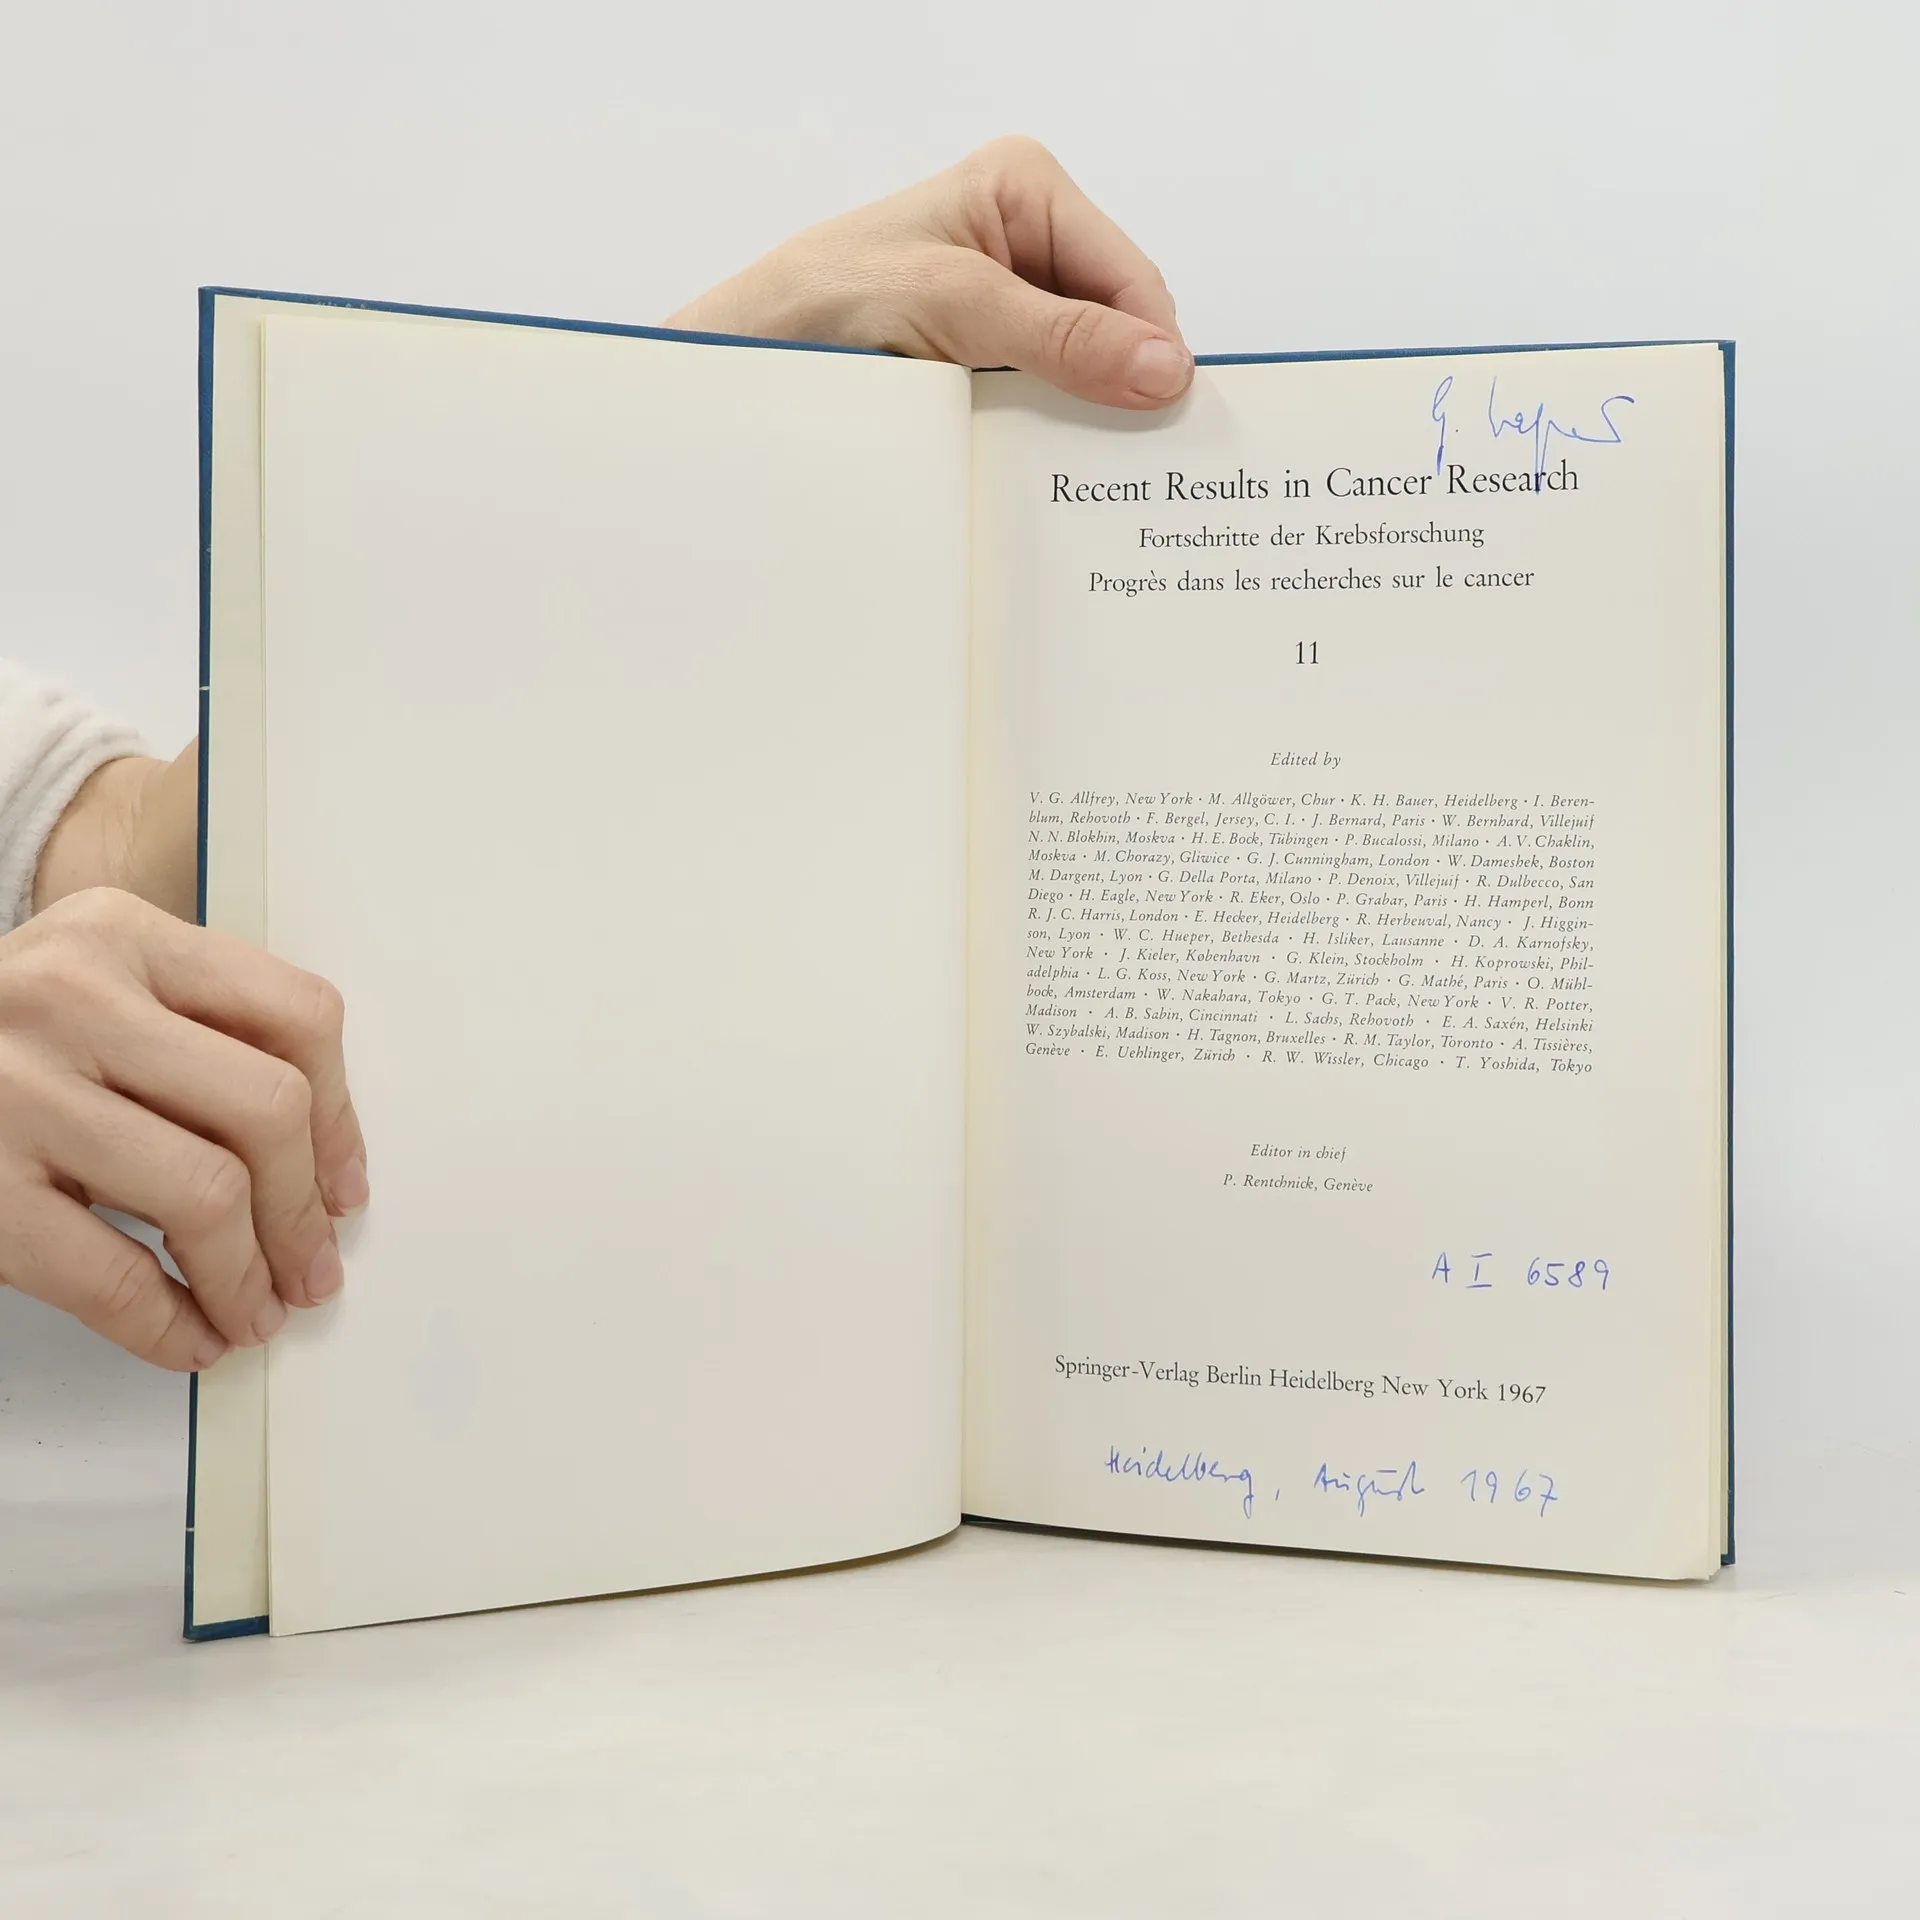 G.
Recent Results in Cancer Research
Fortschritte der Krebsforschung
Progrès dans les recherches sur le cancer
11
Edited by
V. G. Allfrey, New York · M. Allgöwer, Chur · K. H. Bauer, Heidelberg · I. Beren-
blum, Rehovoth · F. Bergel, Jersey, C. I. · J. Bernard, Paris · W. Bernhard, Villejuif
N. N. Blokhin, Moskva · H. E. Bock, Tübingen · P. Bucalossi, Milano · A. V. Chaklin,
Moskva · M. Chorazy, Gliwice · G. J. Cunningham, London · W. Dameshek, Boston
M. Dargent, Lyon · G. Della Porta, Milano · P. Denoix, Villejuif · R. Dulbecco, San
Diego · H. Eagle, New York · R. Eker, Oslo · P. Grabar, Paris · H. Hamperl, Bonn
R. J. C. Harris, London · E. Hecker, Heidelberg · R. Herbeuval, Nancy · J. Higgin-
son, Lyon · W. C. Hueper, Bethesda · H. Isliker, Lausanne · D. A. Karnofsky,
New York · J. Kieler, København · G. Klein, Stockholm · H. Koprowski, Phil-
adelphia · L. G. Koss, New York · G. Martz, Zürich · G. Mathé, Paris · O. Mühl-
bock, Amsterdam · W. Nakahara, Tokyo · G. T. Pack, New York · V. R. Potter,
Madison · A. B. Sabin, Cincinnati · L. Sachs, Rehovoth · E. A. Saxén, Helsinki
W. Szybalski, Madison · H. Tagnon, Bruxelles · R. M. Taylor, Toronto · A. Tissières,
Genève · E. Uehlinger, Zürich · R. W. Wissler, Chicago · T. Yoshida, Tokyo
Editor in chief
P. Rentchnick, Genève
A I 6589
Springer-Verlag Berlin Heidelberg New York 1967
Heidelberg, August 1967